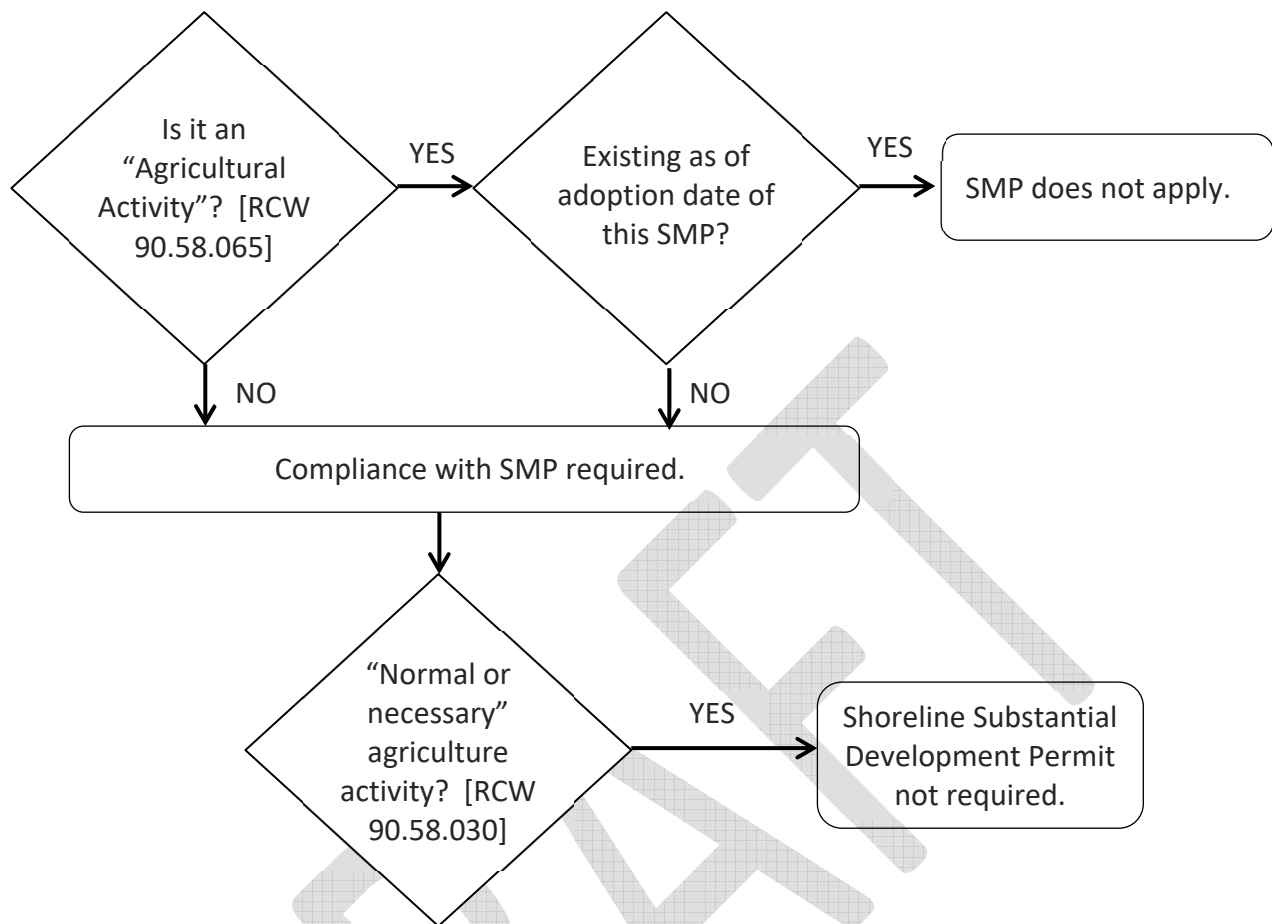 Is it an
“Agricultural
Activity”? [RCW
90.58.065]
YES
Existing as of
adoption date of
this SMP?
YES
SMP does not apply.
NO
NO
Compliance with SMP required.
“Normal or
necessary”
agriculture
activity? [RCW
90.58.030]
YES
Shoreline Substantial
Development Permit
not required.